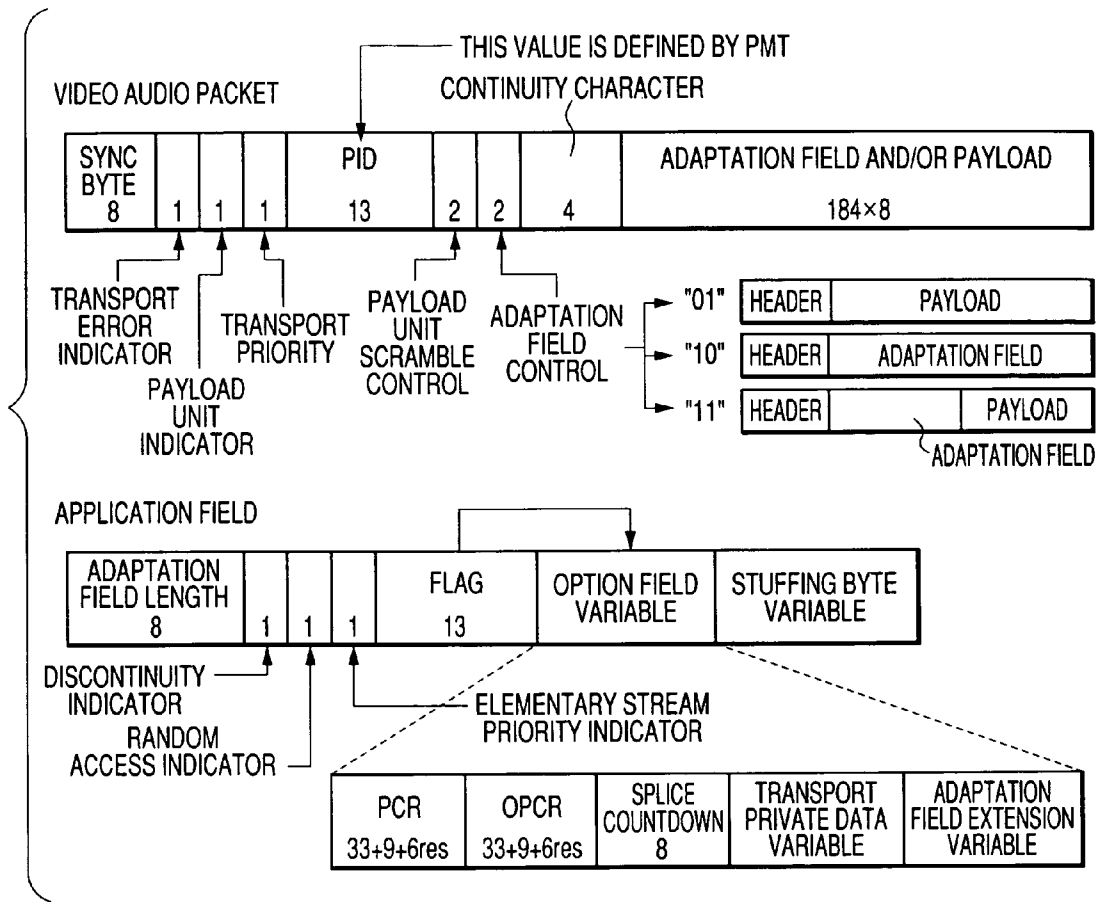 THIS VALUE IS DEFINED BY PMT
VIDEO AUDIO PACKET
CONTINUITY CHARACTER
SYNC
BYTE
8
1
1
1
PID
13
2
2
4
ADAPTATION FIELD AND/OR PAYLOAD
184×8
TRANSPORT
ERROR
INDICATOR
PAYLOAD
UNIT
INDICATOR
TRANSPORT
PRIORITY
PAYLOAD
UNIT
SCRAMBLE
CONTROL
ADAPTATION
FIELD
CONTROL
"01"
HEADER
PAYLOAD
"10"
HEADER
ADAPTATION FIELD
"11"
HEADER
PAYLOAD
ADAPTATION FIELD
APPLICATION FIELD
ADAPTATION
FIELD LENGTH
8
1
1
1
FLAG
13
OPTION FIELD
VARIABLE
STUFFING BYTE
VARIABLE
DISCONTINUITY
INDICATOR
RANDOM
ACCESS INDICATOR
ELEMENTARY STREAM
PRIORITY INDICATOR
PCR
33+9+6res
OPCR
33+9+6res
SPLICE
COUNTDOWN
8
TRANSPORT
PRIVATE DATA
VARIABLE
ADAPTATION
FIELD EXTENSION
VARIABLE